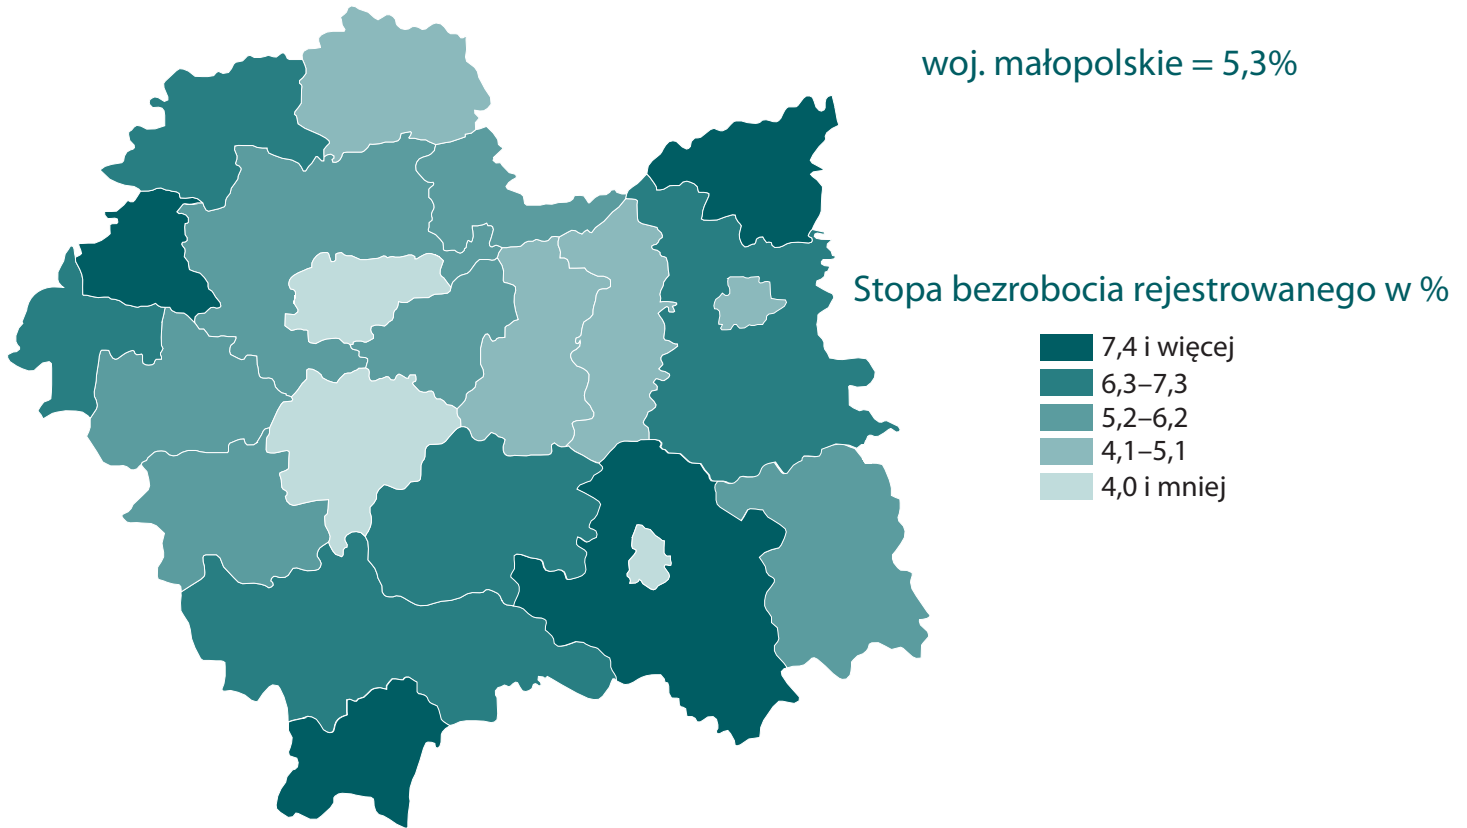 woj. małopolskie = 5,3%
Stopa bezrobocia rejestrowanego w %
7,4 i więcej
6,3–7,3
5,2–6,2
4,1–5,1
4,0 i mniej